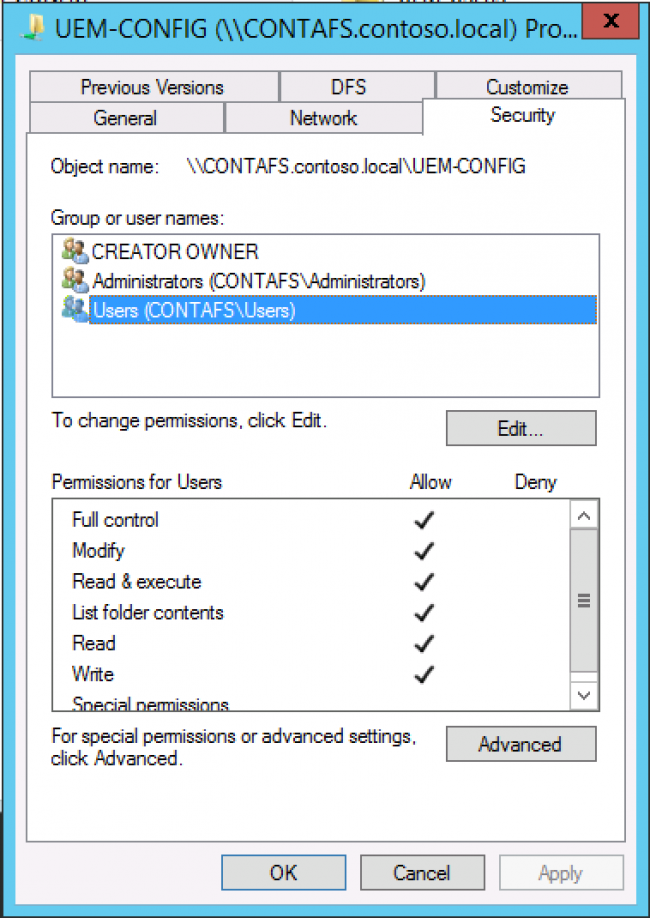 UEM-CONFIG (\\CONTAFS.contoso.local) Pro...
x
Previous Versions DFS Customize
General Network Security
Object name: \\CONTAFS.contoso.local\UEM-CONFIG
Group or user names:
CREATOR OWNER
Administrators (CONTAFS\Administrators)
Users (CONTAFS\Users)
To change permissions, click Edit.
Edit...
Permissions for Users Allow Deny
Full control
Modify
Read & execute
List folder contents
Read
Write
Special permissions
For special permissions or advanced settings,
click Advanced.
Advanced
OK Cancel Apply